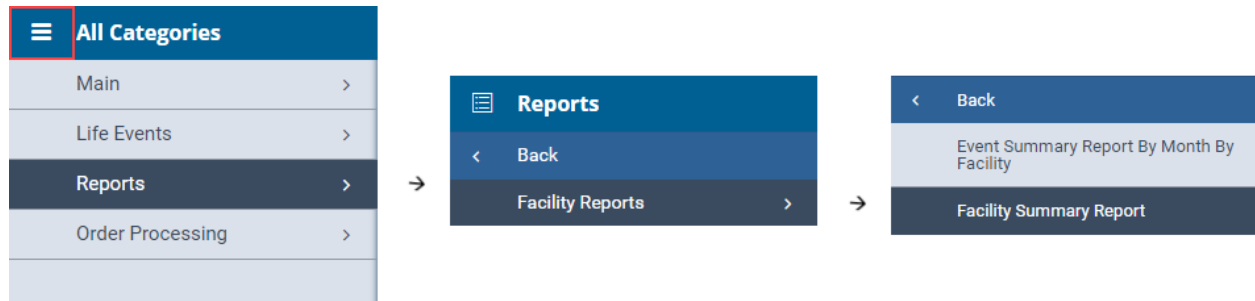 All Categories
Main
Life Events
Reports
Order Processing
Reports
Back
Facility Reports
Back
Event Summary Report By Month By
Facility
Facility Summary Report